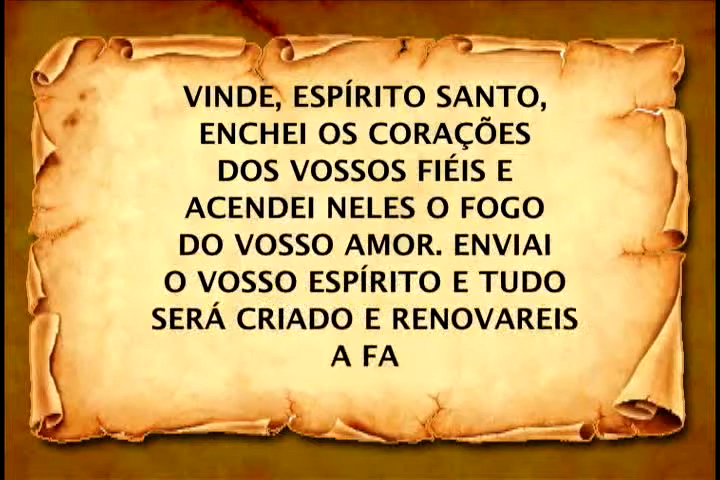 VINDE, ESPÍRITO SANTO,
ENCHEI OS CORAÇÕES
DOS VOSSOS FIÉIS E
ACENDEI NELES O FOGO
DO VOSSO AMOR. ENVIAI
O VOSSO ESPÍRITO E TUDO
SERÁ CRIADO E RENOVAREIS
A FA